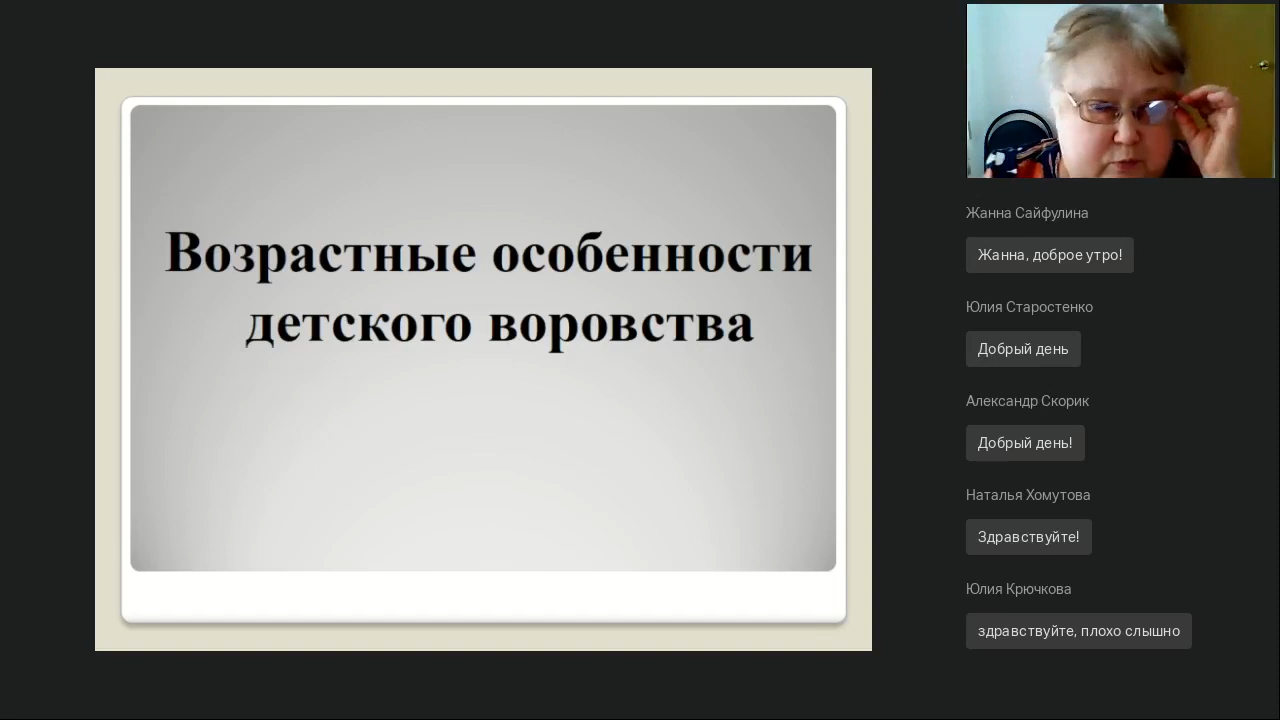 Возрастные особенности
детского воровства
Жанна Сайфулина
Жанна, доброе утро!
Юлия Старостенко
Добрый день
Александр Скорик
Добрый день!
Наталья Хомутова
Здравствуйте!
Юлия Крючкова
здравствуйте, плохо слышно